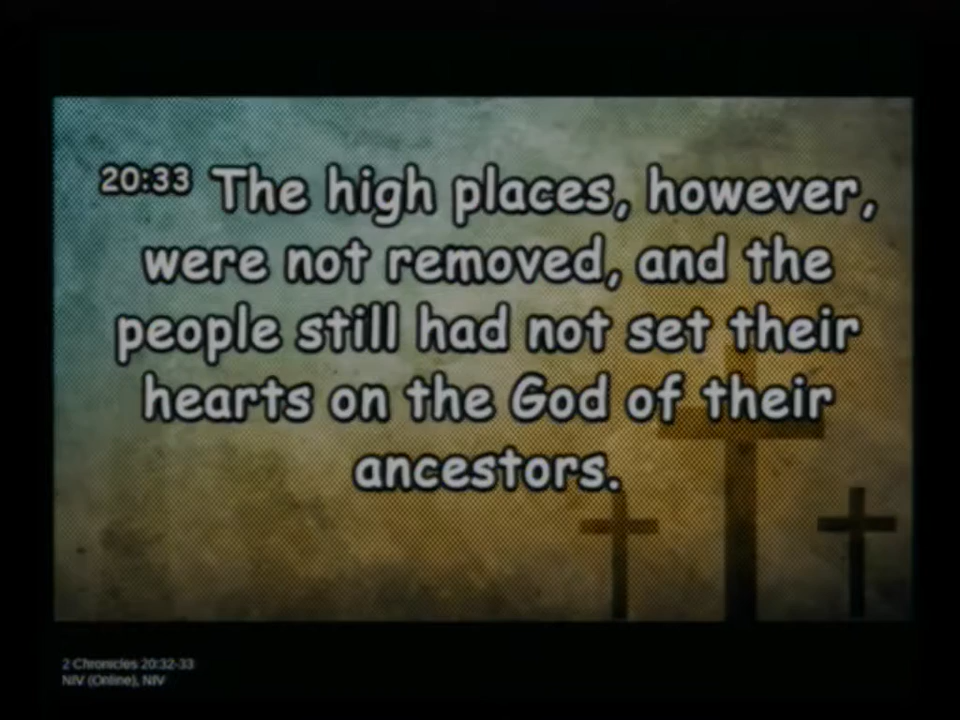 20:33 The high places, however,
were not removed, and the
people still had not set their
hearts on the God of their
ancestors.
2 Chronicles 20:32-33
NIV (Online), NIV